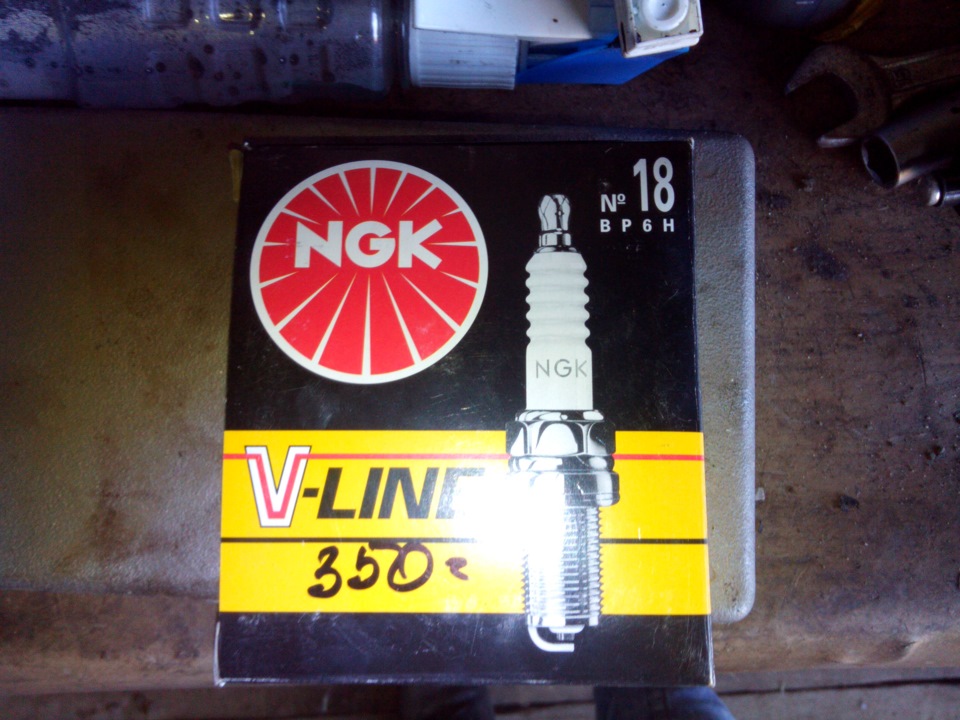 NGK
Nº 18
BP6H
NGK
V-LINE
350